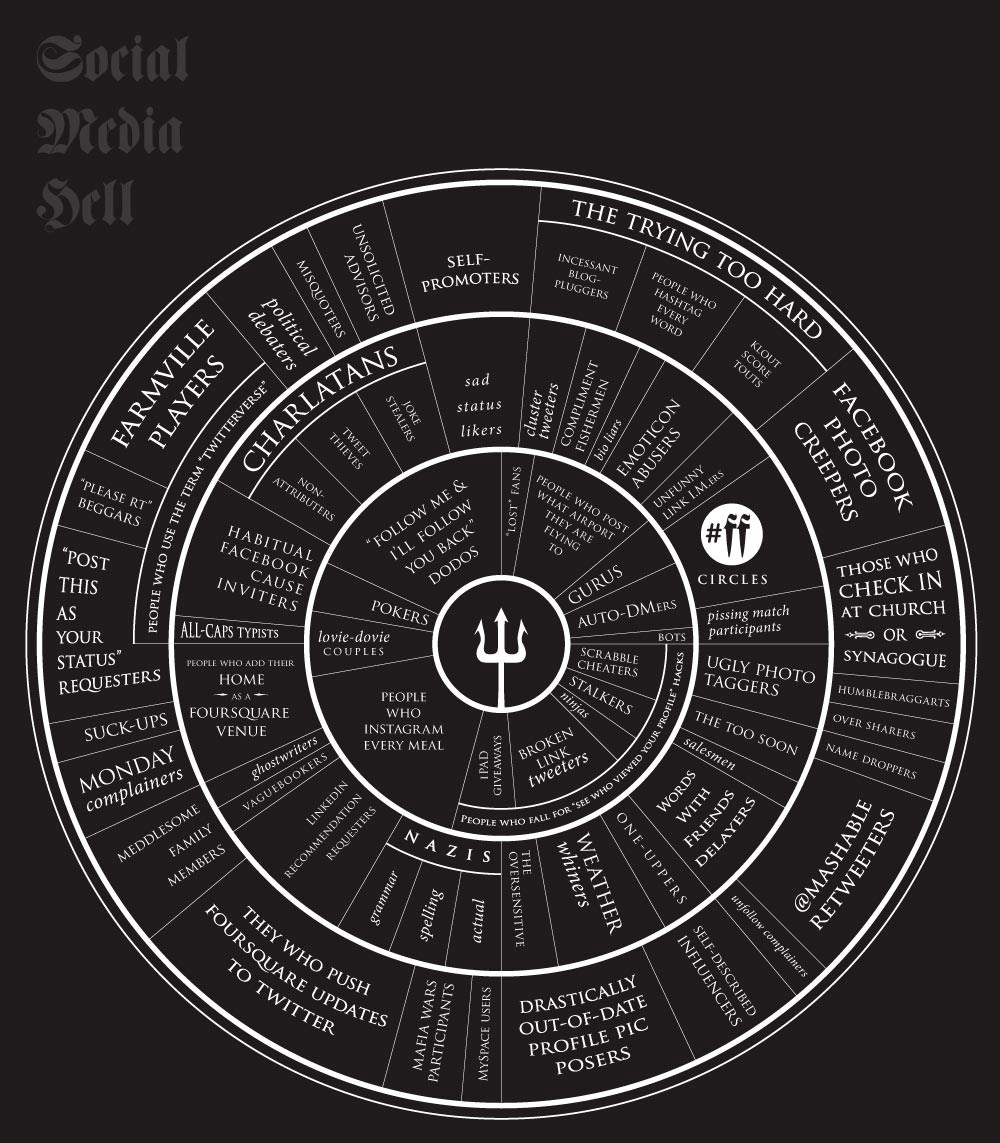 Social
Media
Hell
THE TRYING TOO HARD
SELF-
PROMOTERS
INCESSANT
BLOG-
PLUGGERS
PEOPLE WHO
HASHTAG
EVERY
WORD
KLOUT
SCORE
TOUTS
FACEBOOK
PHOTO
CREEPERS
THOSE WHO
CHECK IN
AT CHURCH
OR
SYNAGOGUE
HUMBLEBRAGGARTS
OVER SHARERS
NAME DROPPERS
@MASHABLE
RETWEETERS
unfollow complainers
SELF-DESCRIBED
INFLUENCERS
DRASTICALLY
OUT-OF-DATE
PROFILE PIC
POSERS
MYSPACE USERS
MAFIA WARS
PARTICIPANTS
THEY WHO PUSH
FOURSQUARE UPDATES
TO TWITTER
MEDDLESOME
FAMILY
MEMBERS
MONDAY
complainers
SUCK-UPS
"POST
THIS
AS
YOUR
STATUS"
REQUESTERS
"PLEASE RT"
BEGGARS
FARMVILLE
PLAYERS
PEOPLE WHO USE THE TERM "TWITTERVERSE"
political
debaters
MISQUOTERS
UNSOLICITED
ADVISORS
CHARLATANS
NON-
ATTRIBUTERS
TWEET
THIEVES
JOKE
STEALERS
sad
status
likers
cluster
tweeters
COMPLIMENT
FISHERMEN
bio liars
EMOTICON
ABUSERS
UNFUNNY
LINK LMERS
#ff
CIRCLES
pissing match
participants
UGLY PHOTO
TAGGERS
THE TOO SOON
salesmen
WORDS
WITH
FRIENDS
DELAYERS
ONE-UPPERS
WEATHER
whiners
THE
OVERSENSITIVE
NAZIS
actual
spelling
grammar
LINKEDIN
RECOMMENDATION
REQUESTERS
VAGUEBOOKERS
ghostwriters
PEOPLE WHO ADD THEIR
HOME
AS A
FOURSQUARE
VENUE
ALL-CAPS TYPISTS
HABITUAL
FACEBOOK
CAUSE
INVITERS
"FOLLOW ME &
I'LL FOLLOW
YOU BACK"
DODOS
"LOST" FANS
PEOPLE WHO POST
WHAT AIRPORT
THEY ARE
FLYING
TO
GURUS
AUTO-DMERS
BOTS
SCRABBLE
CHEATERS
STALKERS
ninjas
BROKEN
LINK
tweeters
IPAD
GIVEAWAYS
PEOPLE WHO FALL FOR "SEE WHO VIEWED YOUR PROFILE" HACKS
PEOPLE
WHO
INSTAGRAM
EVERY MEAL
lovie-dovie
COUPLES
POKERS